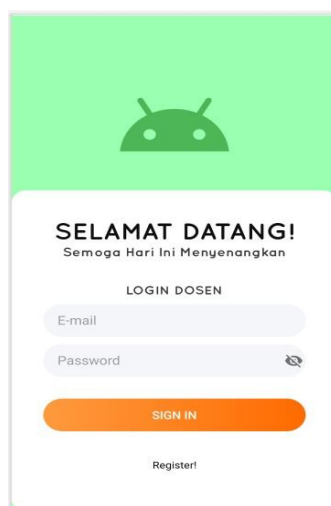 SELAMAT DATANG!
Semoga Hari Ini Menyenangkan
LOGIN DOSEN
E-mail
Password
SIGN IN
Register!